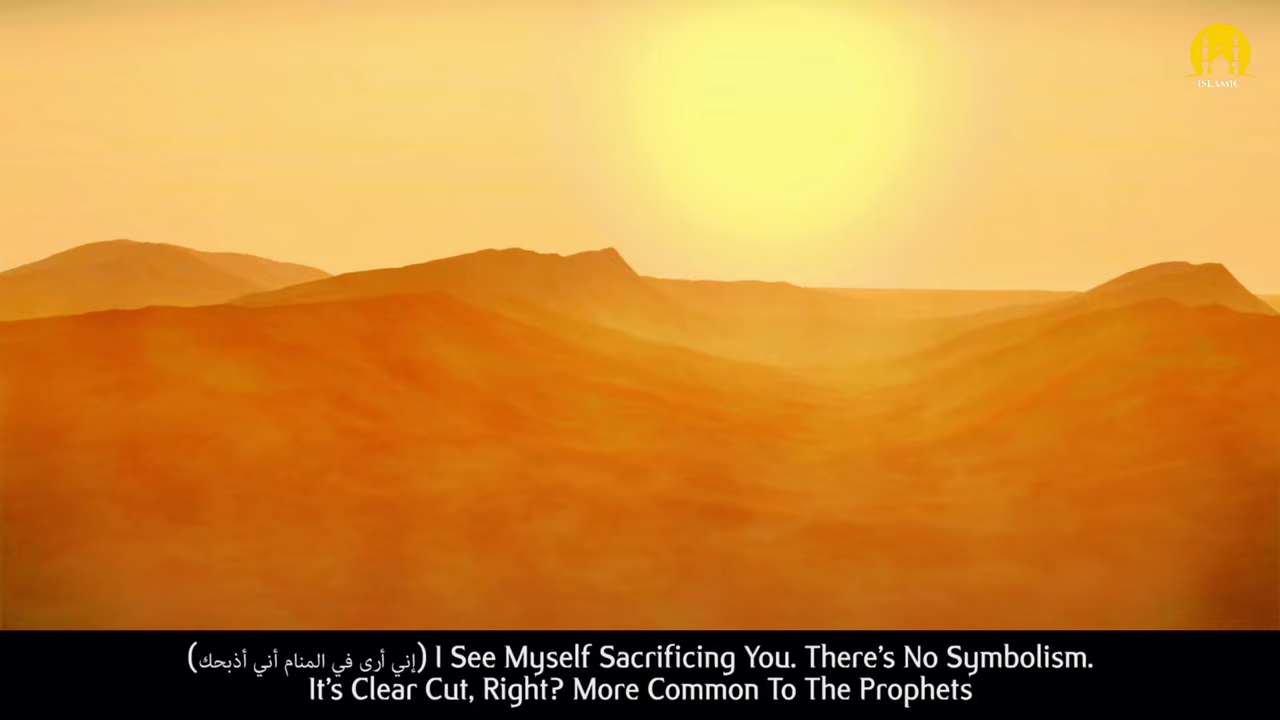 ISLAMIC
(إني أرى في المنام أني أذبحك) I See Myself Sacrificing You. There's No Symbolism.
It's Clear Cut, Right? More Common To The Prophets